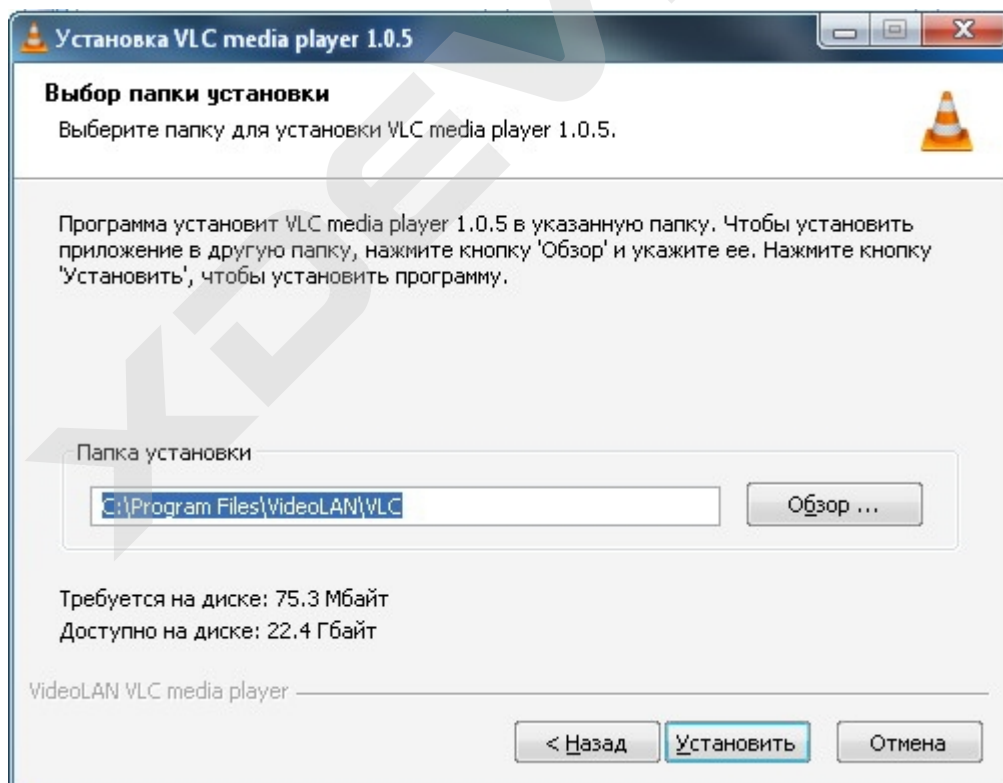 Установка VLC media player 1.0.5
Выбор папки установки
Выберите папку для установки VLC media player 1.0.5.
Программа установит VLC media player 1.0.5 в указанную папку. Чтобы установить
приложение в другую папку, нажмите кнопку 'Обзор' и укажите ее. Нажмите кнопку
'Установить', чтобы установить программу.
Папка установки
C:\Program Files\VideoLAN\VLC
Обзор ...
Требуется на диске: 75.3 Мбайт
Доступно на диске: 22.4 Гбайт
VideoLAN VLC media player
< Назад Установить Отмена
XDEV